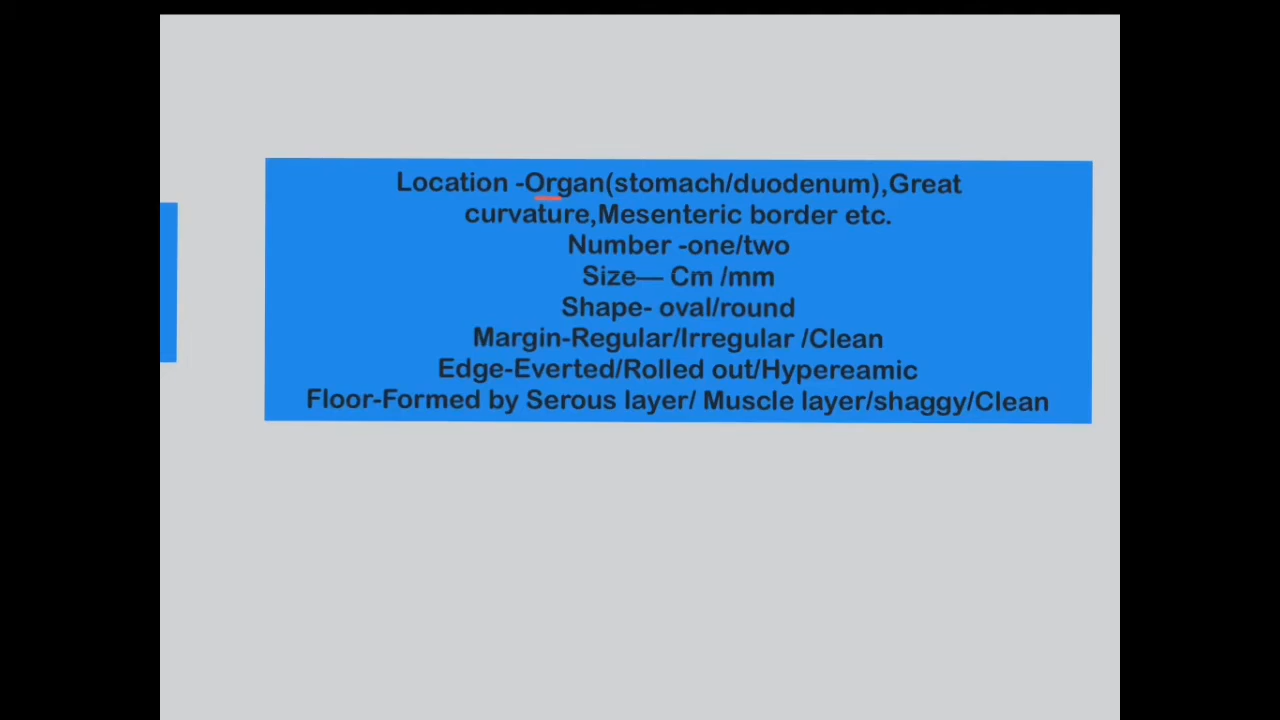 Location -Organ(stomach/duodenum),Great
curvature,Mesenteric border etc.
Number -one/two
Size— Cm /mm
Shape- oval/round
Margin-Regular/Irregular /Clean
Edge-Everted/Rolled out/Hypereamic
Floor-Formed by Serous layer/ Muscle layer/shaggy/Clean